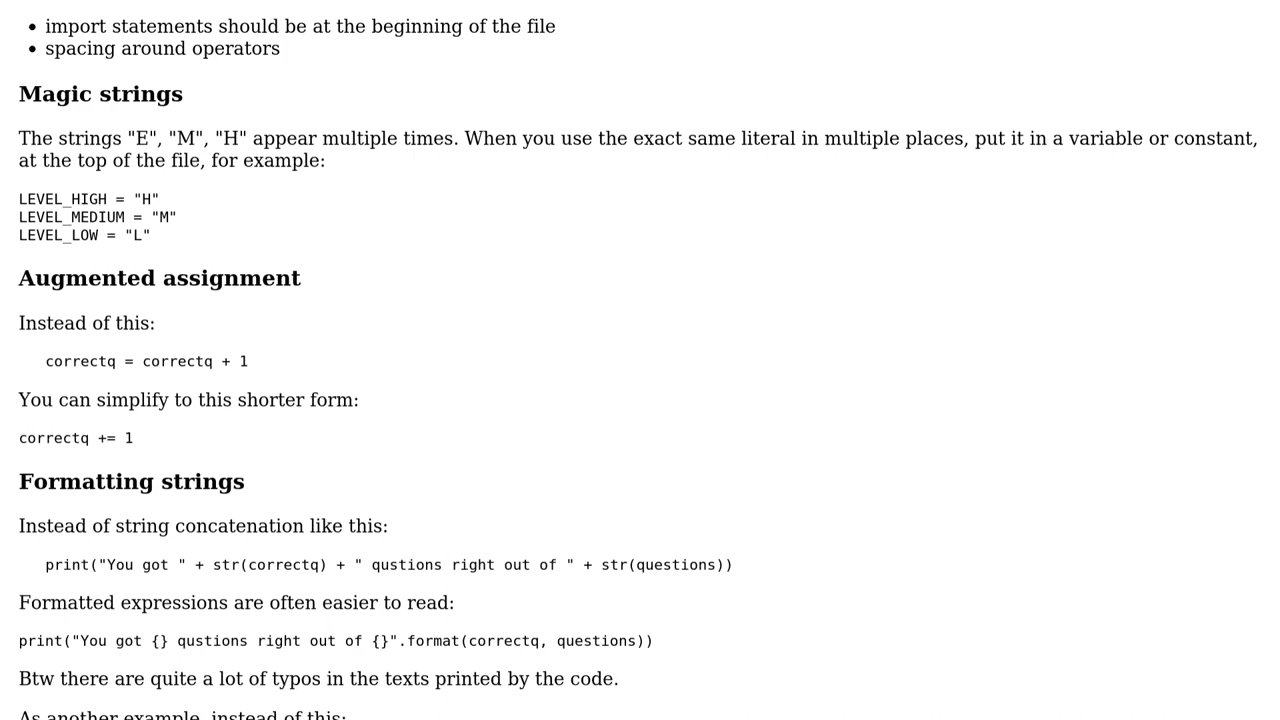 import statements should be at the beginning of the file
spacing around operators
Magic strings
The strings "E", "M", "H" appear multiple times. When you use the exact same literal in multiple places, put it in a variable or constant,
at the top of the file, for example:
LEVEL_HIGH = "H"
LEVEL_MEDIUM = "M"
LEVEL_LOW = "L"
Augmented assignment
Instead of this:
correctq = correctq + 1
You can simplify to this shorter form:
correctq += 1
Formatting strings
Instead of string concatenation like this:
print("You got " + str(correctq) + " qustions right out of " + str(questions))
Formatted expressions are often easier to read:
print("You got {} qustions right out of {}".format(correctq, questions))
Btw there are quite a lot of typos in the texts printed by the code.
As another example, instead of this: